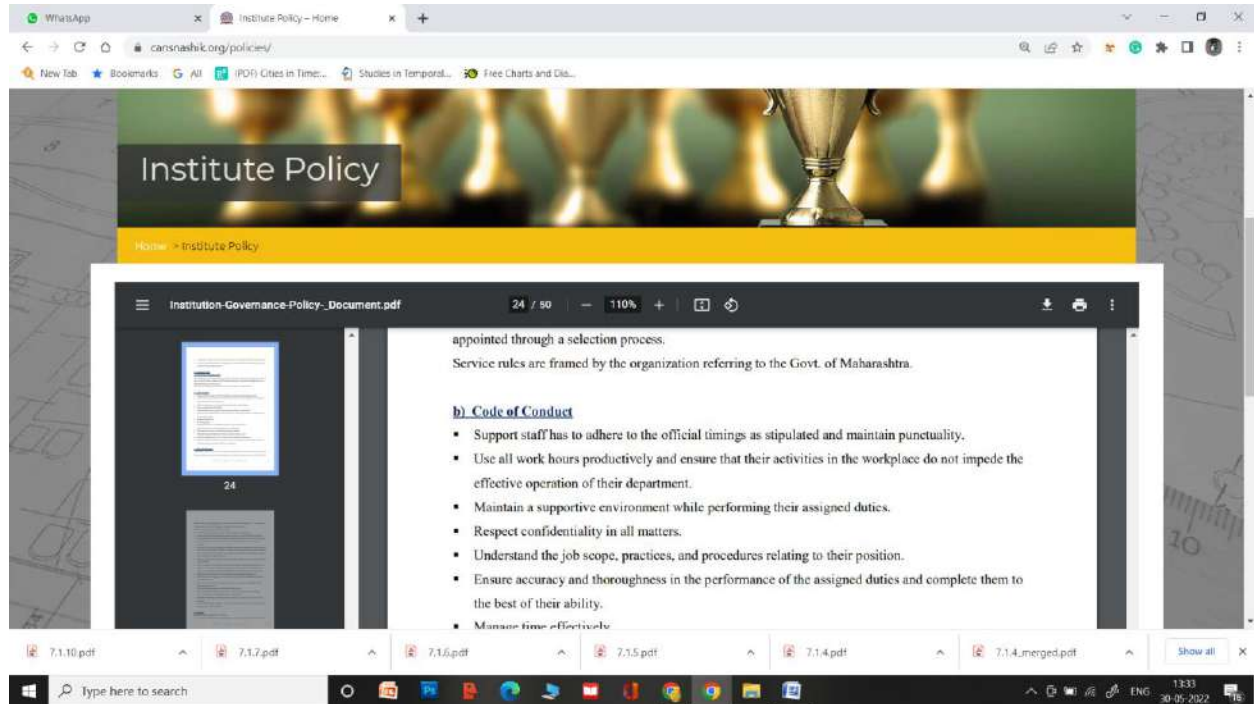 WhatsApp
Institute Policy – Home
cansnashik.org/policies/
New Tab
Bookmarks
All
(PDF) Cities in Time:...
Studies in Temporal...
Free Charts and Dia...
Institute Policy
Home > Institute Policy
Institution-Governance-Policy-_Document.pdf
24 / 50
110%
appointed through a selection process.
Service rules are framed by the organization referring to the Govt. of Maharashtra.
b) Code of Conduct
▪ Support staff has to adhere to the official timings as stipulated and maintain punctuality.
▪ Use all work hours productively and ensure that their activities in the workplace do not impede the
effective operation of their department.
▪ Maintain a supportive environment while performing their assigned duties.
▪ Respect confidentiality in all matters.
▪ Understand the job scope, practices, and procedures relating to their position.
▪ Ensure accuracy and thoroughness in the performance of the assigned duties and complete them to
the best of their ability.
▪ Manage time effectively
24
7.1.10.pdf
7.1.7.pdf
7.1.6.pdf
7.1.5.pdf
7.1.4.pdf
7.1.4_merged.pdf
Show all
Type here to search
ENG
13:33
30-05-2022